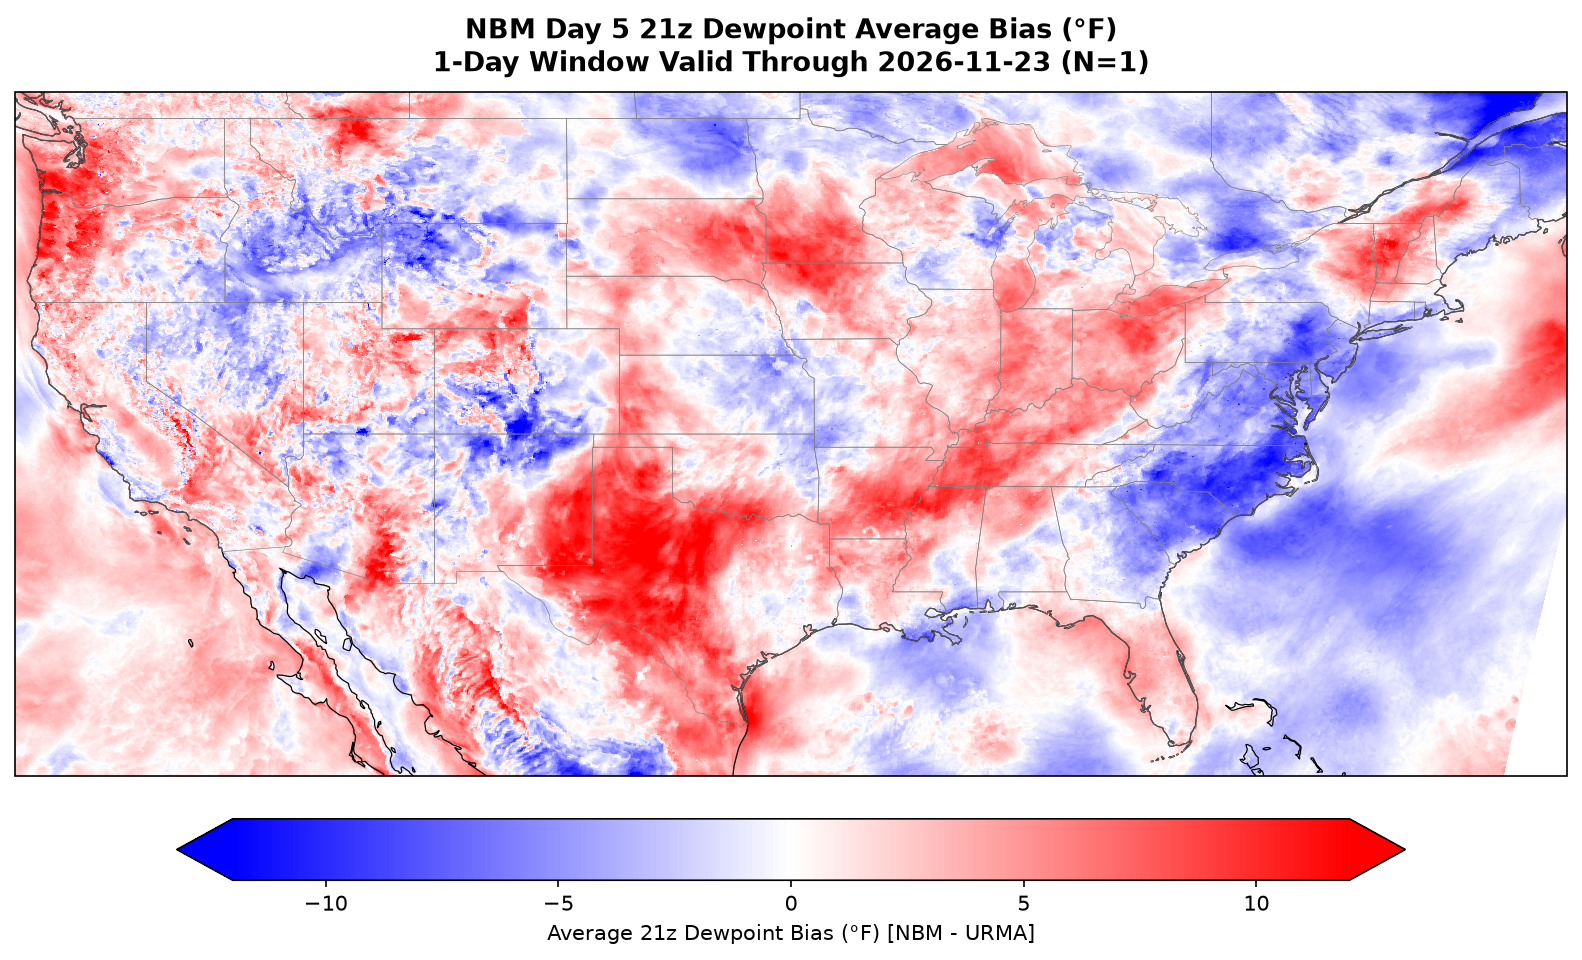 NBM Day 5 21z Dewpoint Average Bias (°F)
1-Day Window Valid Through 2026-11-23 (N=1)
−10 −5 0 5 10
Average 21z Dewpoint Bias (°F) [NBM - URMA]